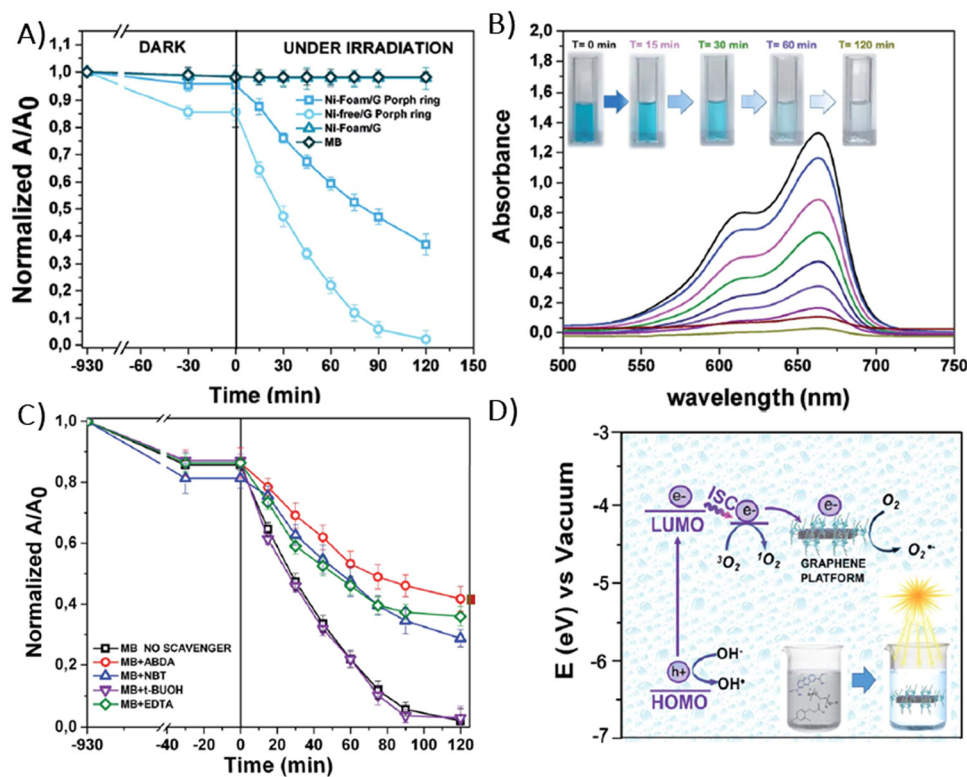 A)
Normalized A/A0
1,1
1,0
0,9
0,8
0,7
0,6
0,5
0,4
0,3
0,2
0,1
0,0
DARK
UNDER IRRADIATION
Ni-Foam/G Porph ring
Ni-free/G Porph ring
Ni-Foam/G
MB
-930 -60 -30 0 30 60 90 120 150
Time (min)
B)
Absorbance
2,0
1,8
1,6
1,4
1,2
1,0
0,8
0,6
0,4
0,2
0,0
T= 0 min T= 15 min T= 30 min T= 60 min T= 120 min
500 550 600 650 700 750
wavelength (nm)
C)
Normalized A/A0
1,0
0,8
0,6
0,4
0,2
0,0
MB NO SCAVENGER
MB+ABDA
MB+NBT
MB+t-BUOH
MB+EDTA
-930 -40 -20 0 20 40 60 80 100 120
Time (min)
D)
E (eV) vs Vacuum
-3
-4
-5
-6
-7
e-
LUMO
ISC
e-
³O₂
¹O₂
e-
GRAPHENE
PLATFORM
O₂
O₂•-
h+
HOMO
OH-
OH•